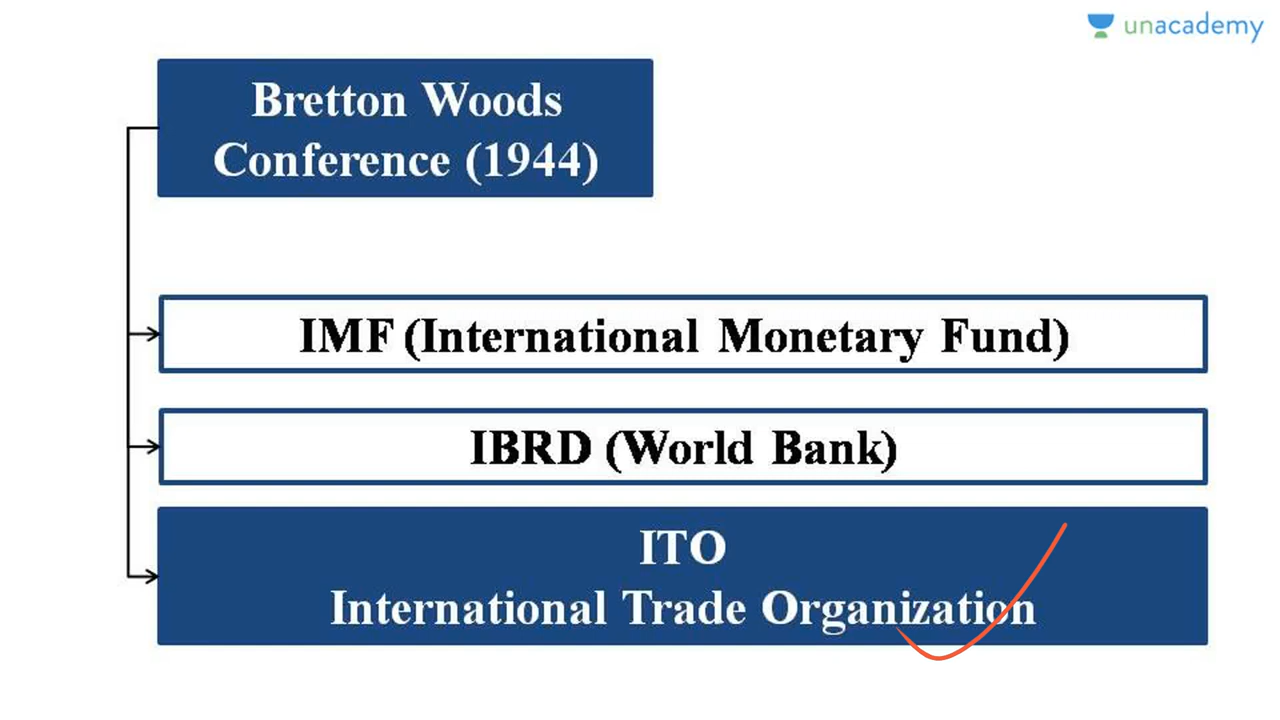 unacademy
Bretton Woods
Conference (1944)
IMF (International Monetary Fund)
IBRD (World Bank)
ITO
International Trade Organization